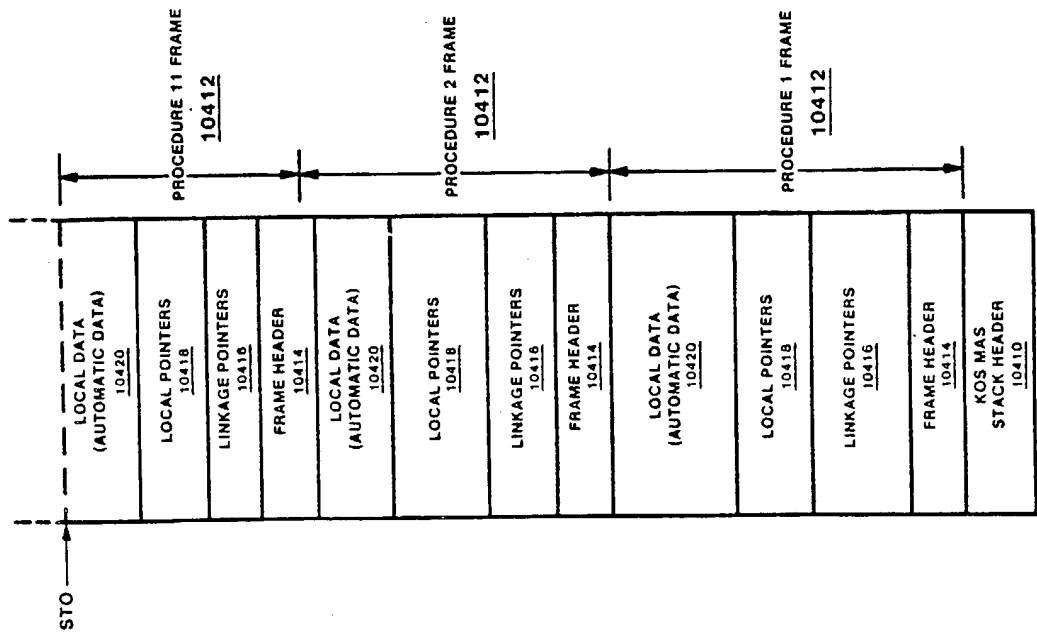 STO
LOCAL DATA
(AUTOMATIC DATA)
10420
LOCAL POINTERS
10418
LINKAGE POINTERS
10416
FRAME HEADER
10414
LOCAL DATA
(AUTOMATIC DATA)
10420
LOCAL POINTERS
10418
LINKAGE POINTERS
10416
FRAME HEADER
10414
LOCAL DATA
(AUTOMATIC DATA)
10420
LOCAL POINTERS
10418
LINKAGE POINTERS
10416
FRAME HEADER
10414
KOS MAS
STACK HEADER
10410
PROCEDURE 11 FRAME
10412
PROCEDURE 2 FRAME
10412
PROCEDURE 1 FRAME
10412